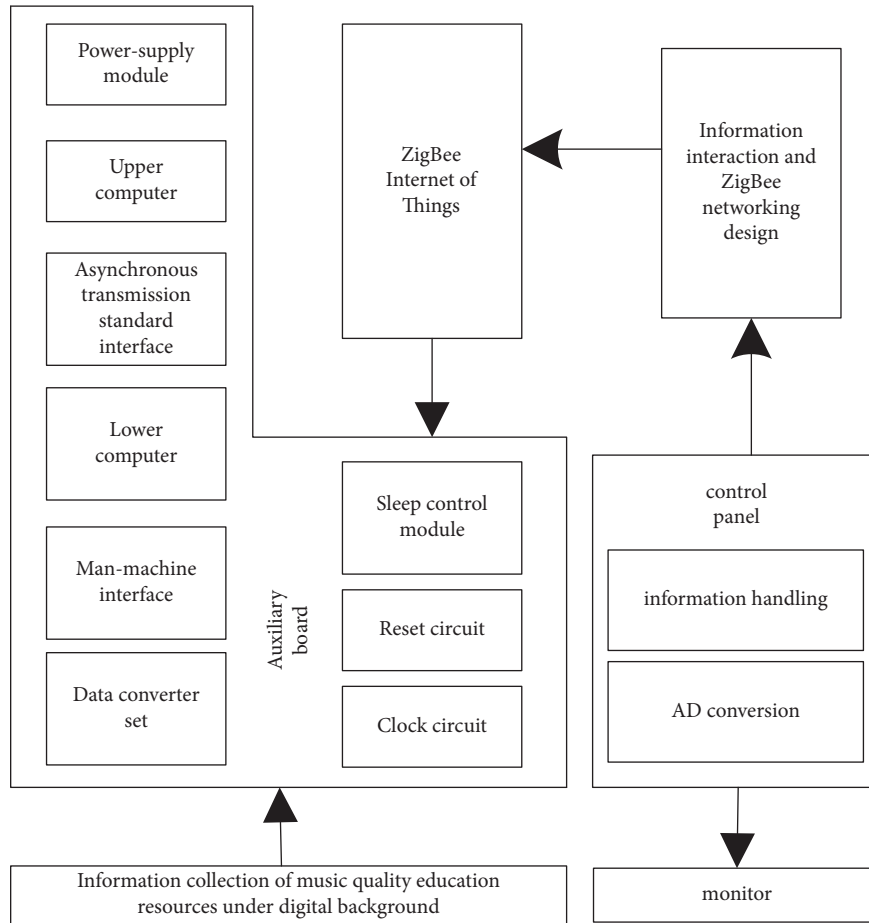 Power-supply
module
Upper
computer
Asynchronous
transmission
standard
interface
Lower
computer
Man-machine
interface
Data converter
set
Auxiliary
board
ZigBee
Internet of
Things
Sleep control
module
Reset circuit
Clock circuit
Information
interaction and
ZigBee
networking
design
control
panel
information handling
AD conversion
Information collection of music quality education
resources under digital background
monitor